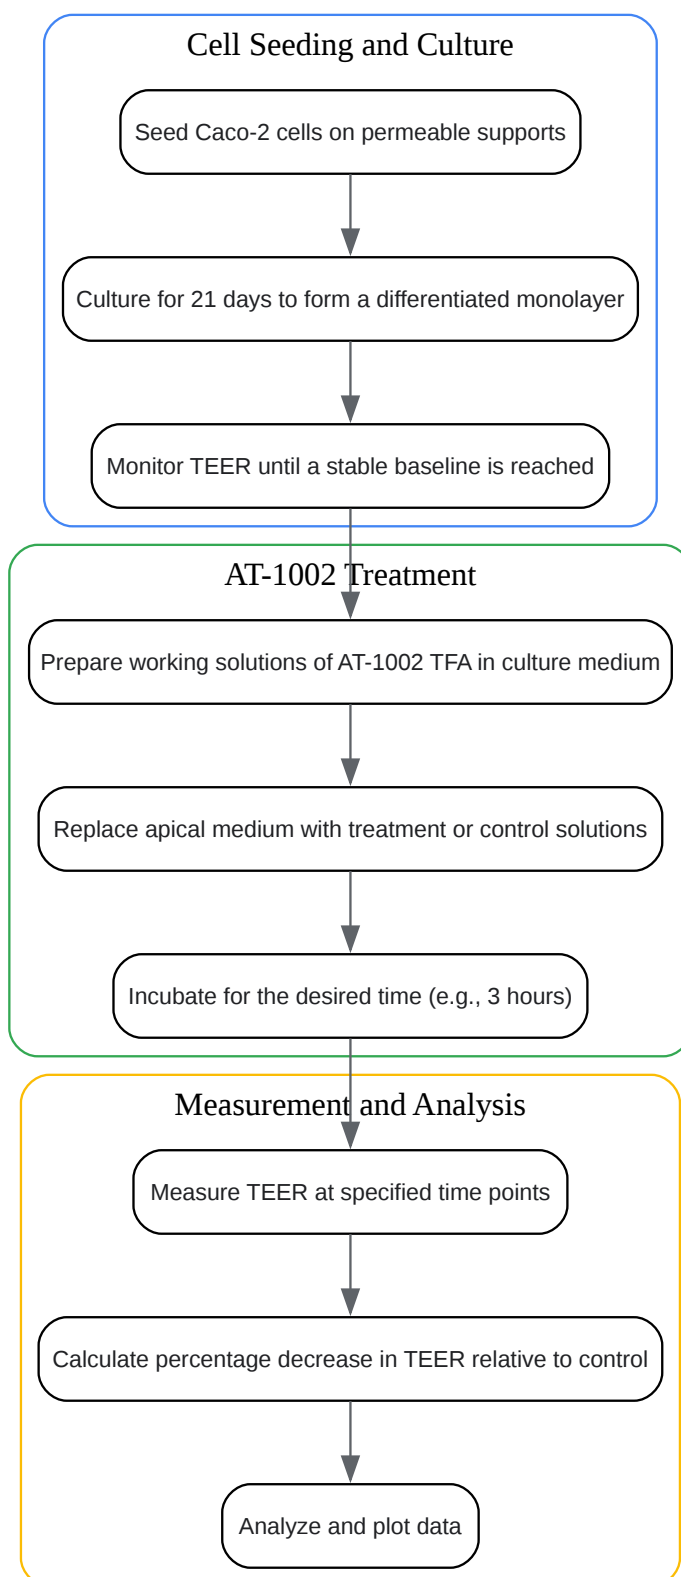 Cell Seeding and Culture
Seed Caco-2 cells on permeable supports
Culture for 21 days to form a differentiated monolayer
Monitor TEER until a stable baseline is reached
AT-1002 Treatment
Prepare working solutions of AT-1002 TFA in culture medium
Replace apical medium with treatment or control solutions
Incubate for the desired time (e.g., 3 hours)
Measurement and Analysis
Measure TEER at specified time points
Calculate percentage decrease in TEER relative to control
Analyze and plot data